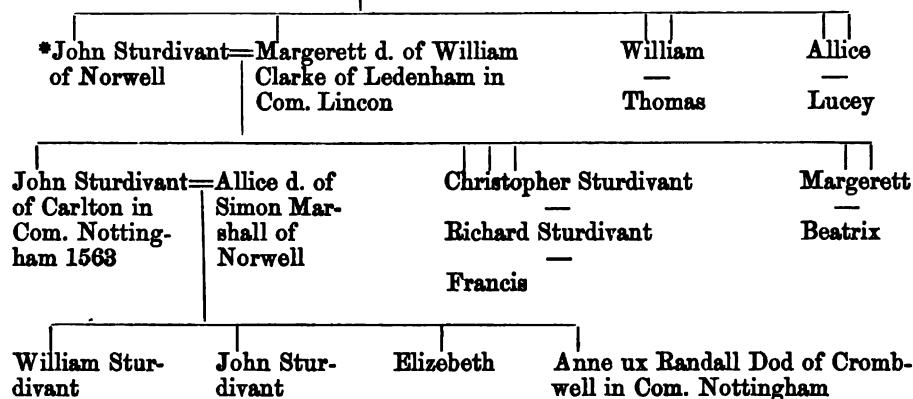 *John Sturdivant=Margerett d. of William
of Norwell
Clarke of Ledenham in
Com. Lincon
William
—
Thomas
Allice
—
Lucey
John Sturdivant=Allice d. of
of Carlton in
Com. Notting-
ham 1563
Simon Mar-
shall of
Norwell
Christopher Sturdivant
—
Richard Sturdivant
—
Francis
Margerett
—
Beatrix
William Stur-
divant
John Stur-
divant
Elizebeth
Anne ux Randall Dod of Cromb-
well in Com. Nottingham